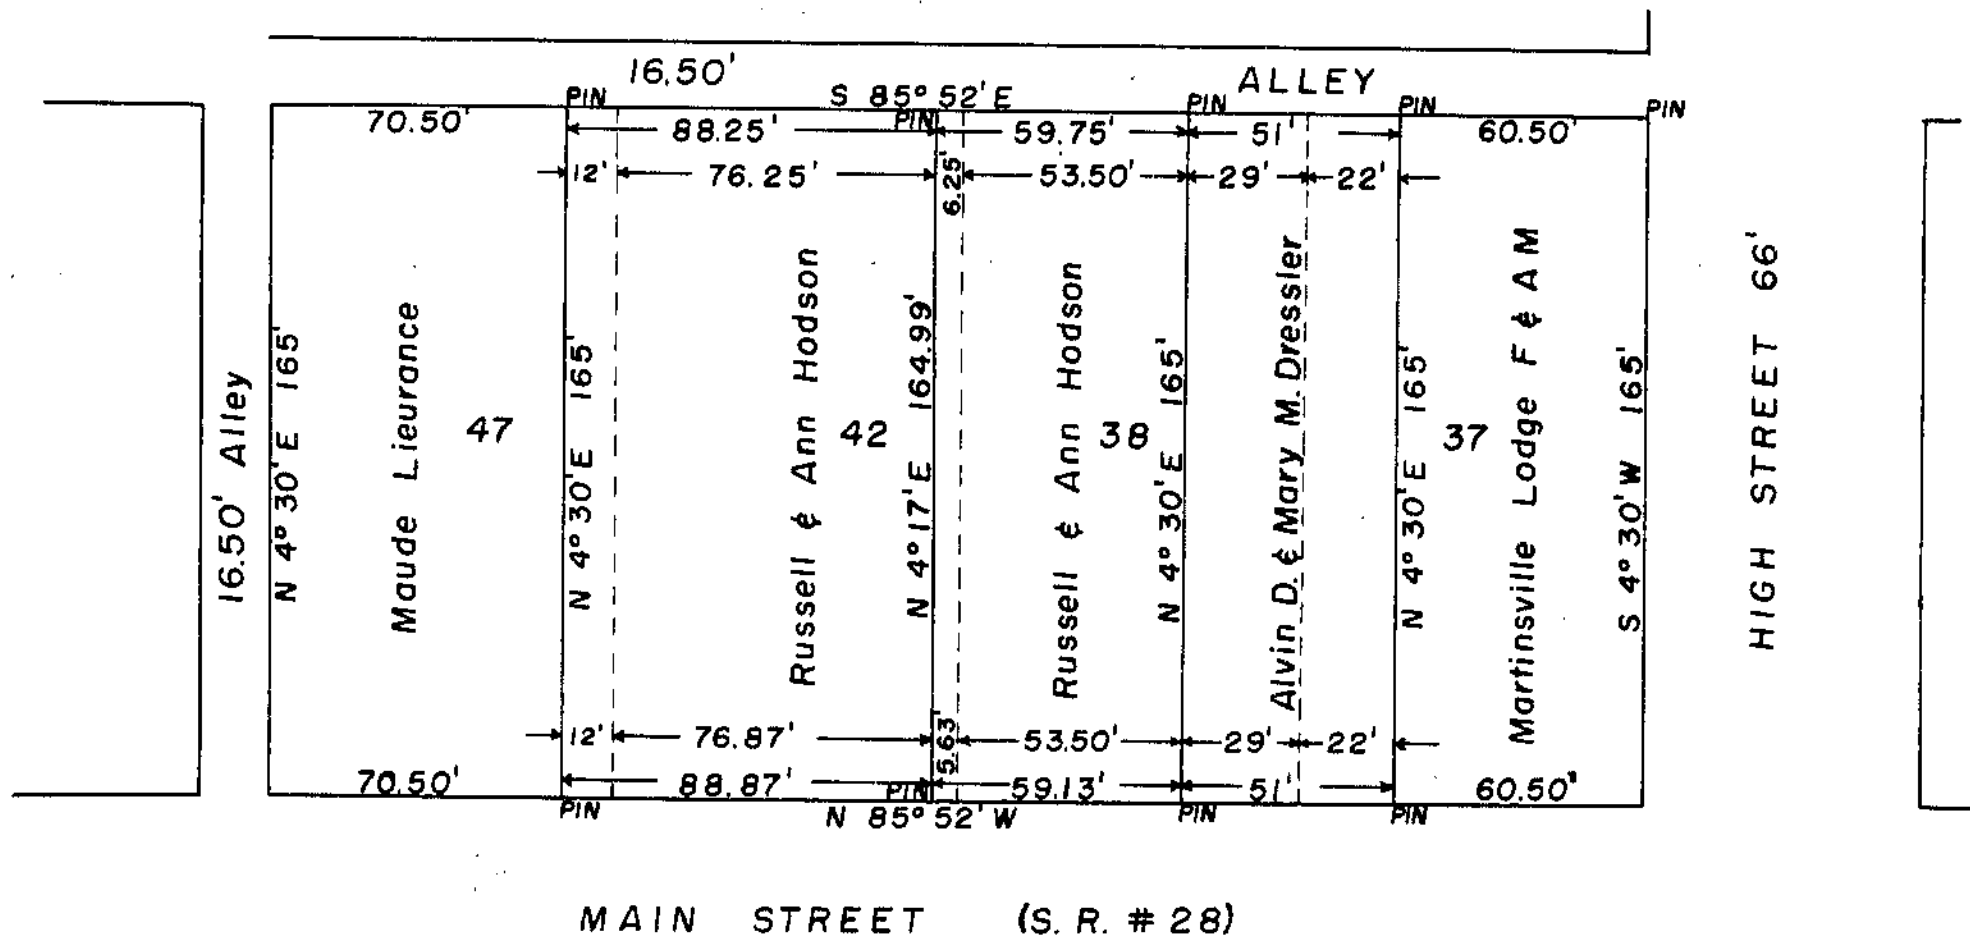 16.50'
ALLEY
PIN
S 85° 52' E
PIN
PIN
PIN
PIN
70.50'
88.25'
59.75'
51'
60.50'
12'
76.25'
6.25'
53.50'
29'
22'
16.50' Alley
N 4° 30' E 165'
Maude Lieurance
47
N 4° 30' E 165'
Russell & Ann Hodson
42
N 4° 17' E 164.99'
Russell & Ann Hodson
38
N 4° 30' E 165'
Alvin D. & Mary M. Dressler
N 4° 30' E 165'
37
Martinsville Lodge F & A M
S 4° 30' W 165'
HIGH STREET 66'
12'
76.87'
5.63'
53.50'
29'
22'
70.50'
88.87'
PIN
59.13'
51'
60.50'
PIN
N 85° 52' W
PIN
PIN
MAIN STREET (S. R. # 28)